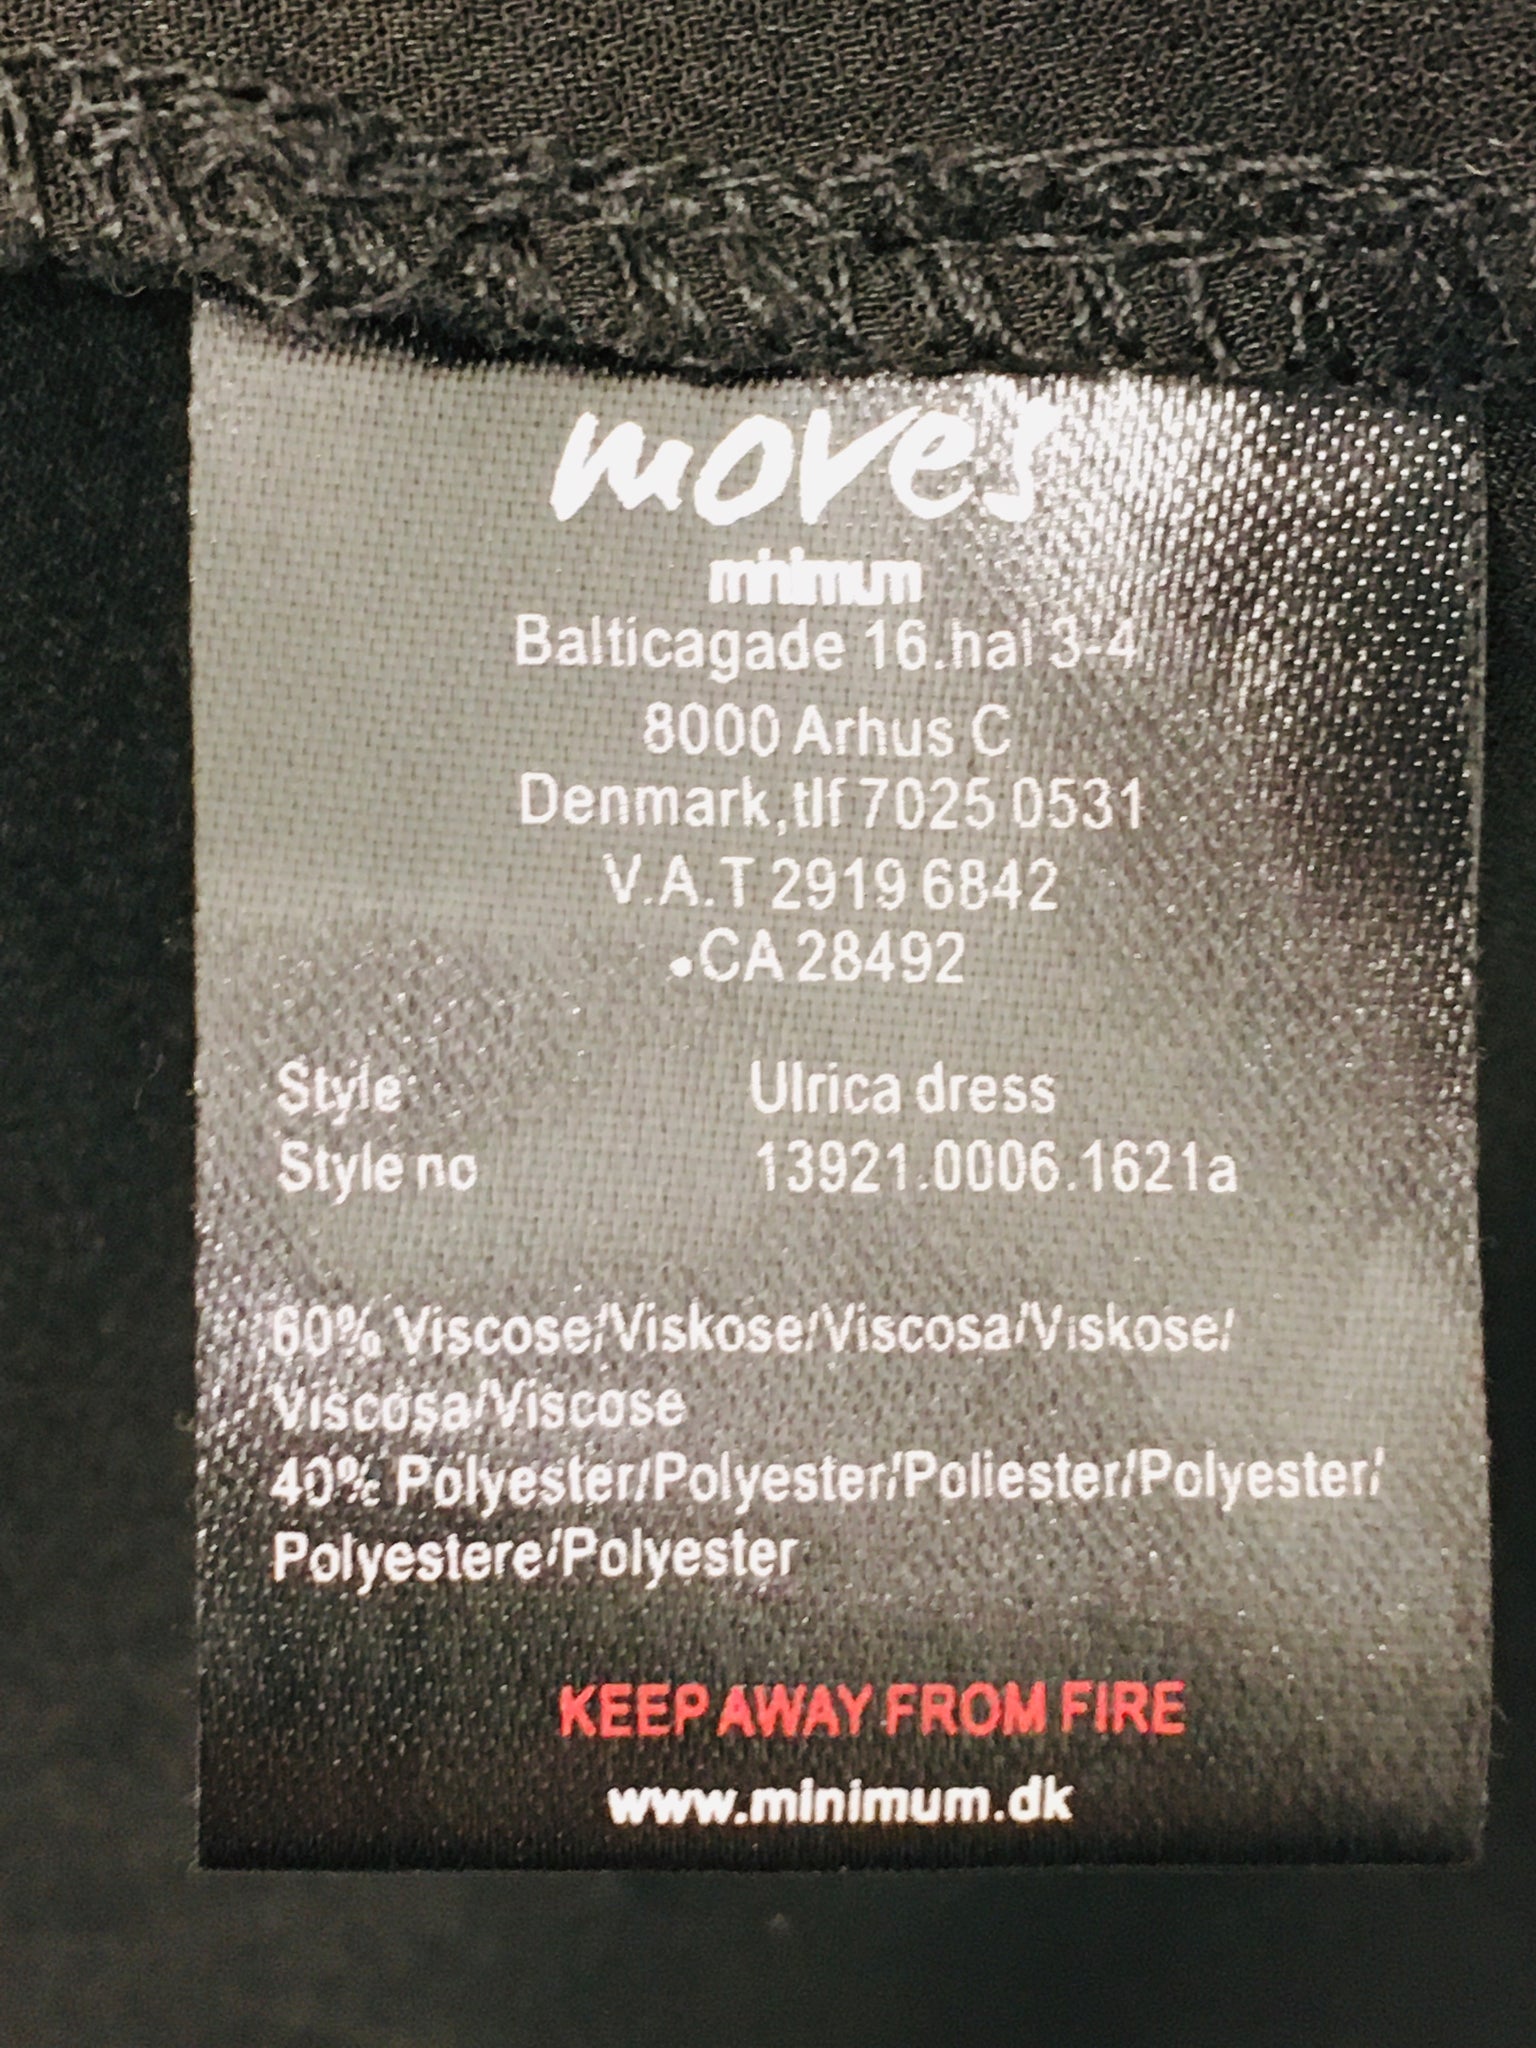 moves
minimum
Balticagade 16.hal 3-4
8000 Arhus C
Denmark,tlf 7025 0531
V.A.T 2919 6842
.CA 28492
Style: Ulrica dress
Style no 13921.0006.1621a
60% Viscose/Viskose/Viscosa/Viskose/
Viscosa/Viscose
40% Polyester/Polyester/Poliester/Polyester/
Polyestere/Polyester
KEEP AWAY FROM FIRE
www.minimum.dk